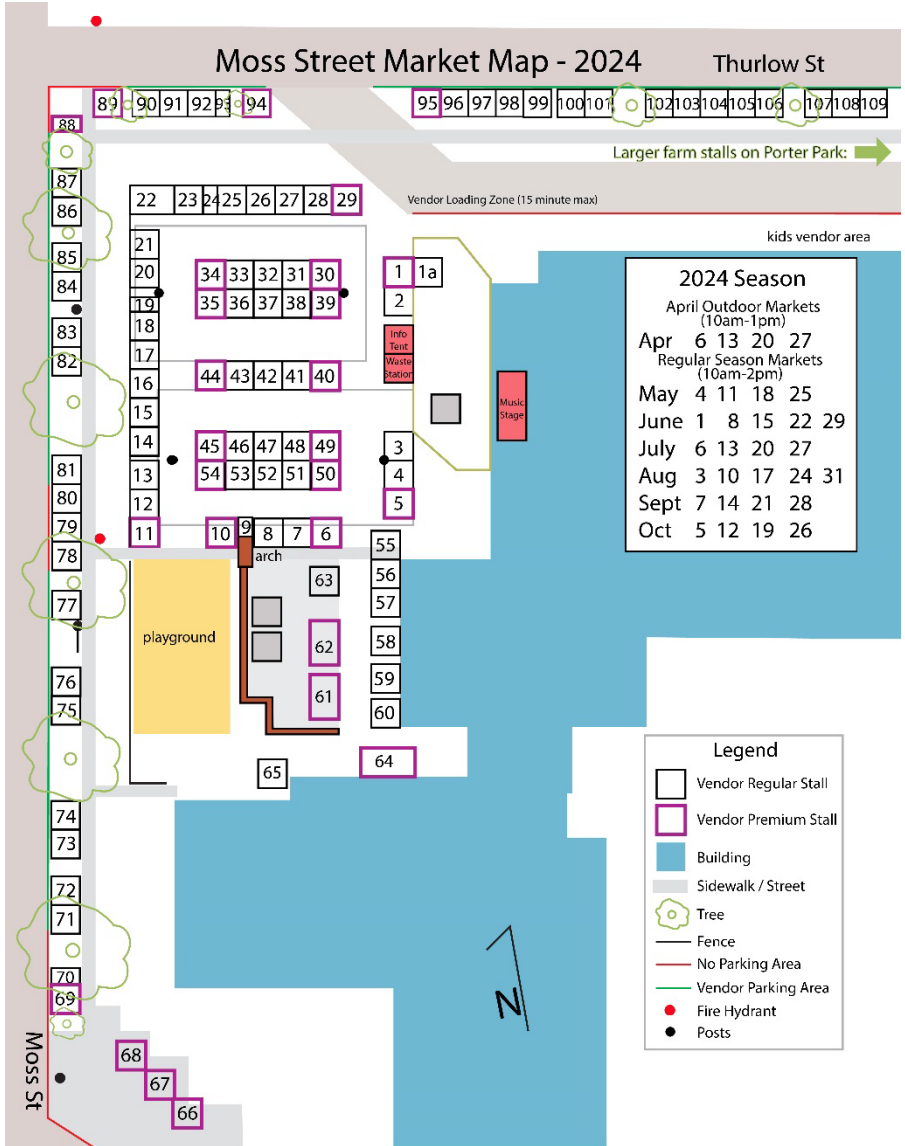 Moss Street Market Map - 2024
Thurlow St
89 90 91 92 93 94 95 96 97 98 99 100 101 102 103 104 105 106 107 108 109
88
Larger farm stalls on Porter Park:
87
86
85
84
83
82
81
80
79
78
77
76
75
74
73
72
71
70
69
68
67
66
Moss St
22 23 24 25 26 27 28 29
Vendor Loading Zone (15 minute max)
kids vendor area
21
20
19
18
17
16
15
14
13
12
11
34 33 32 31 30
35 36 37 38 39
44 43 42 41 40
45 46 47 48 49
54 53 52 51 50
10 9 8 7 6
arch
1 1a
2
Info
Tent
Waste
Station
Music
Stage
3
4
5
55
56
57
58
59
60
63
62
61
64
65
playground
2024 Season
April Outdoor Markets
(10am-1pm)
Apr 6 13 20 27
Regular Season Markets
(10am-2pm)
May 4 11 18 25
June 1 8 15 22 29
July 6 13 20 27
Aug 3 10 17 24 31
Sept 7 14 21 28
Oct 5 12 19 26
Legend
Vendor Regular Stall
Vendor Premium Stall
Building
Sidewalk / Street
Tree
Fence
No Parking Area
Vendor Parking Area
Fire Hydrant
Posts
N